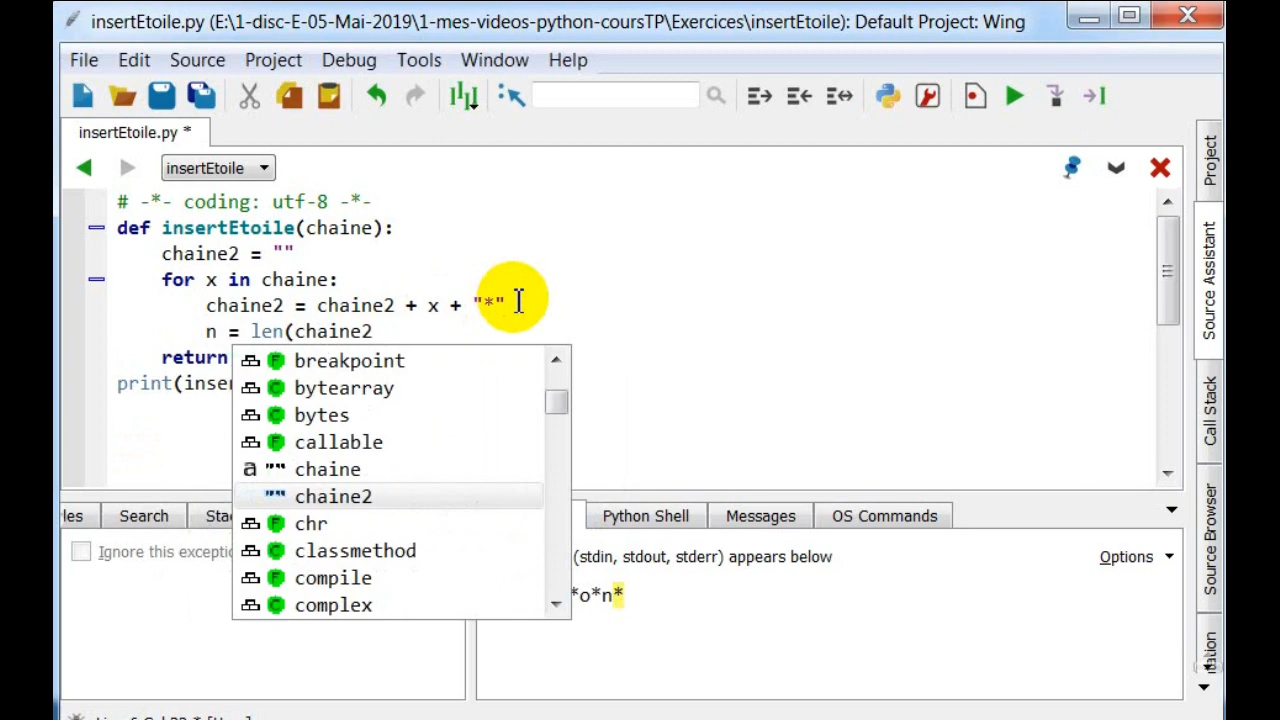 insertEtoile.py (E:\1-disc-E-05-Mai-2019\1-mes-videos-python-coursTP\Exercices\insertEtoile): Default Project: Wing
File Edit Source Project Debug Tools Window Help
insertEtoile.py *
insertEtoile
# -*- coding: utf-8 -*-
def insertEtoile(chaine):
chaine2 = ""
for x in chaine:
chaine2 = chaine2 + x + "*"
n = len(chaine2
return
print(inser
breakpoint
bytearray
bytes
callable
a "" chaine
"" chaine2
chr
classmethod
compile
complex
les Search Sta Python Shell Messages OS Commands
Ignore this exceptio
(stdin, stdout, stderr) appears below
Options
*o*n*
Project
Source Assistant
Call Stack
Source Browser